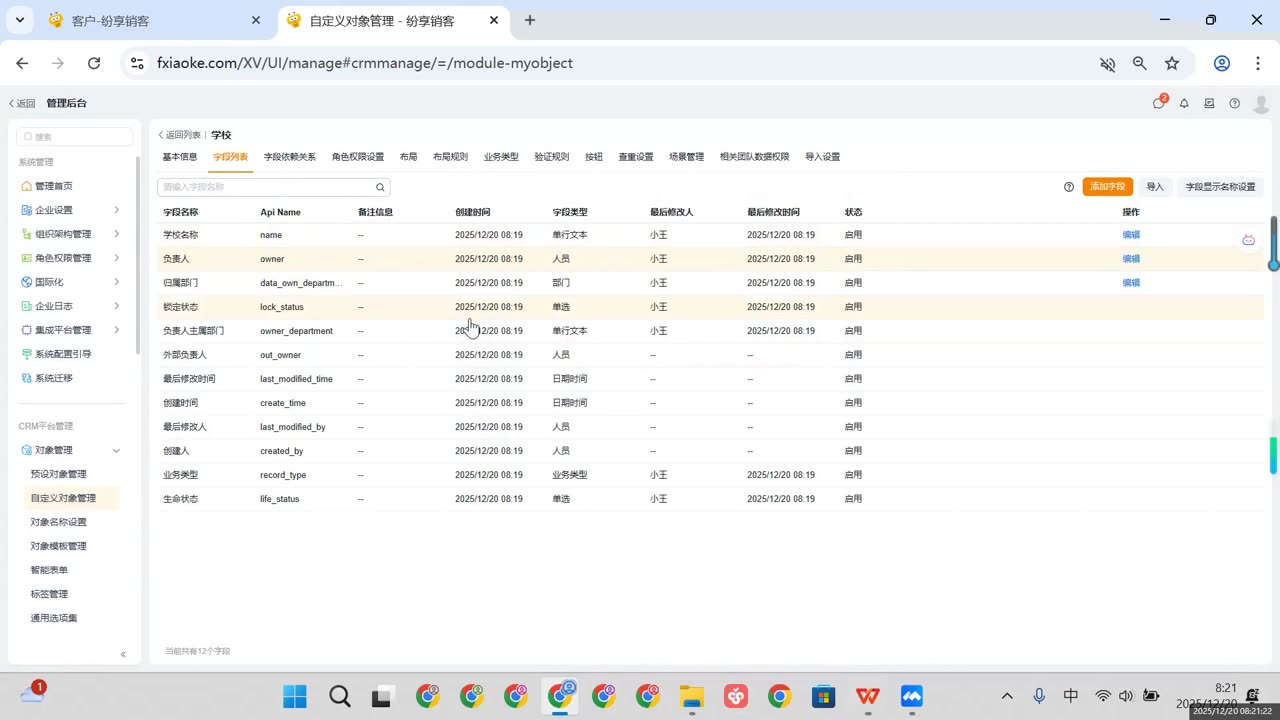 客户-纷享销客
自定义对象管理 - 纷享销客
fxiaoke.com/XV/UI/manage#crmmanage/=/module-myobject
返回 管理后台
2
搜索
系统管理
管理首页
企业设置
组织架构管理
角色权限管理
国际化
企业日志
集成平台管理
系统配置引导
系统迁移
CRM平台管理
对象管理
预设对象管理
自定义对象管理
对象名称设置
对象模板管理
智能表单
标签管理
通用选项集
返回列表 | 学校
基本信息 字段列表 字段依赖关系 角色权限设置 布局 布局规则 业务类型 验证规则 按钮 查重设置 场景管理 相关团队数据权限 导入设置
请输入字段名称 添加字段 导入 字段显示名称设置
字段名称 Api Name 备注信息 创建时间 字段类型 最后修改人 最后修改时间 状态 操作
学校名称 name -- 2025/12/20 08:19 单行文本 小王 2025/12/20 08:19 启用 编辑
负责人 owner -- 2025/12/20 08:19 人员 小王 2025/12/20 08:19 启用 编辑
归属部门 data_own_departm... -- 2025/12/20 08:19 部门 小王 2025/12/20 08:19 启用 编辑
锁定状态 lock_status -- 2025/12/20 08:19 单选 小王 2025/12/20 08:19 启用
负责人主属部门 owner_department -- 2025/12/20 08:19 单行文本 小王 2025/12/20 08:19 启用
外部负责人 out_owner -- 2025/12/20 08:19 人员 -- -- 启用
最后修改时间 last_modified_time -- 2025/12/20 08:19 日期时间 -- -- 启用
创建时间 create_time -- 2025/12/20 08:19 日期时间 -- -- 启用
最后修改人 last_modified_by -- 2025/12/20 08:19 人员 -- -- 启用
创建人 created_by -- 2025/12/20 08:19 人员 -- -- 启用
业务类型 record_type -- 2025/12/20 08:19 业务类型 小王 2025/12/20 08:19 启用
生命状态 life_status -- 2025/12/20 08:19 单选 小王 2025/12/20 08:19 启用
当前共有12个字段
1
中
8:21
2025/12/20
2025/12/20 08:21:22